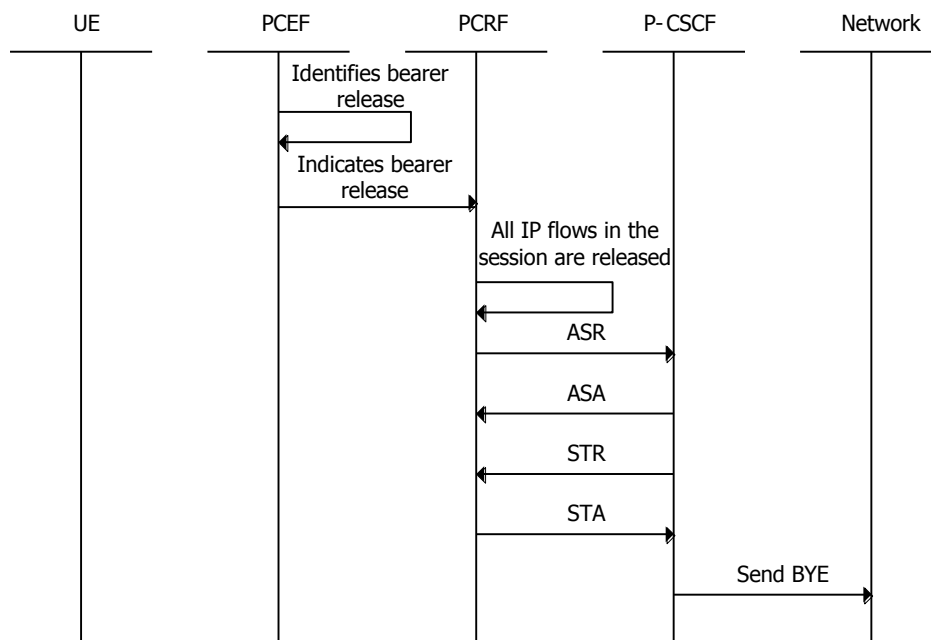 UE
PCEF
PCRF
P-CSCF
Network
Identifies bearer
release
Indicates bearer
release
All IP flows in the
session are released
ASR
ASA
STR
STA
Send BYE